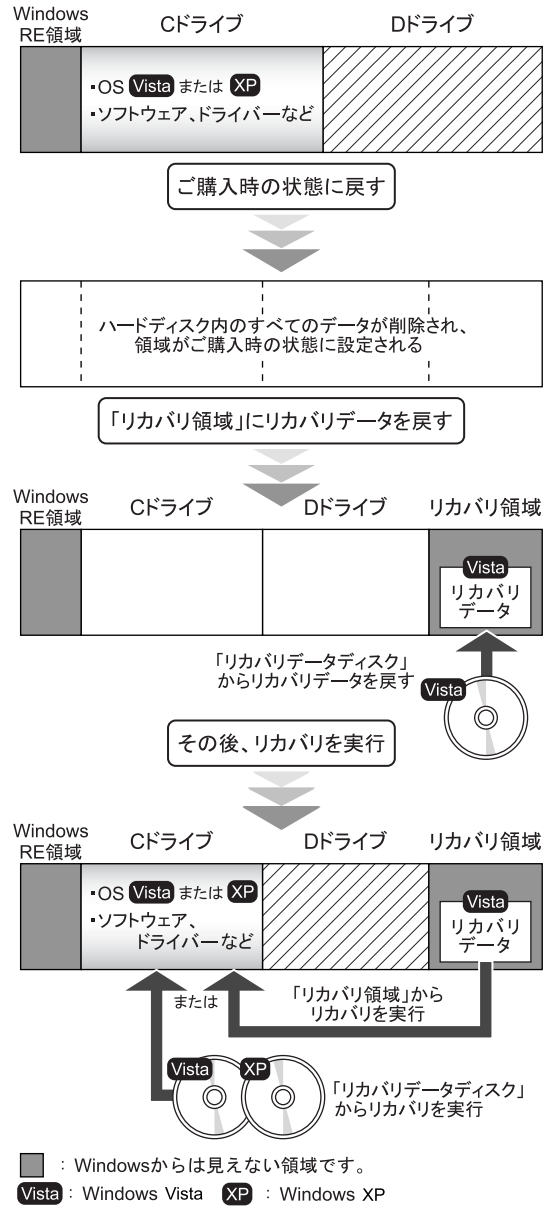 Windows
RE領域
Cドライブ
Dドライブ
▪OS Vista または XP
▪ソフトウェア、ドライバーなど
ご購入時の状態に戻す
ハードディスク内のすべてのデータが削除され、
領域がご購入時の状態に設定される
「リカバリ領域」にリカバリデータを戻す
Windows
RE領域
Cドライブ
Dドライブ
リカバリ領域
Vista
リカバリ
データ
「リカバリデータディスク」
からリカバリデータを戻す
Vista
その後、リカバリを実行
Windows
RE領域
Cドライブ
Dドライブ
リカバリ領域
▪OS Vista または XP
▪ソフトウェア、
ドライバーなど
Vista
リカバリ
データ
または
「リカバリ領域」から
リカバリを実行
Vista
XP
「リカバリデータディスク」
からリカバリを実行
：Windowsからは見えない領域です。
Vista：Windows Vista XP：Windows XP